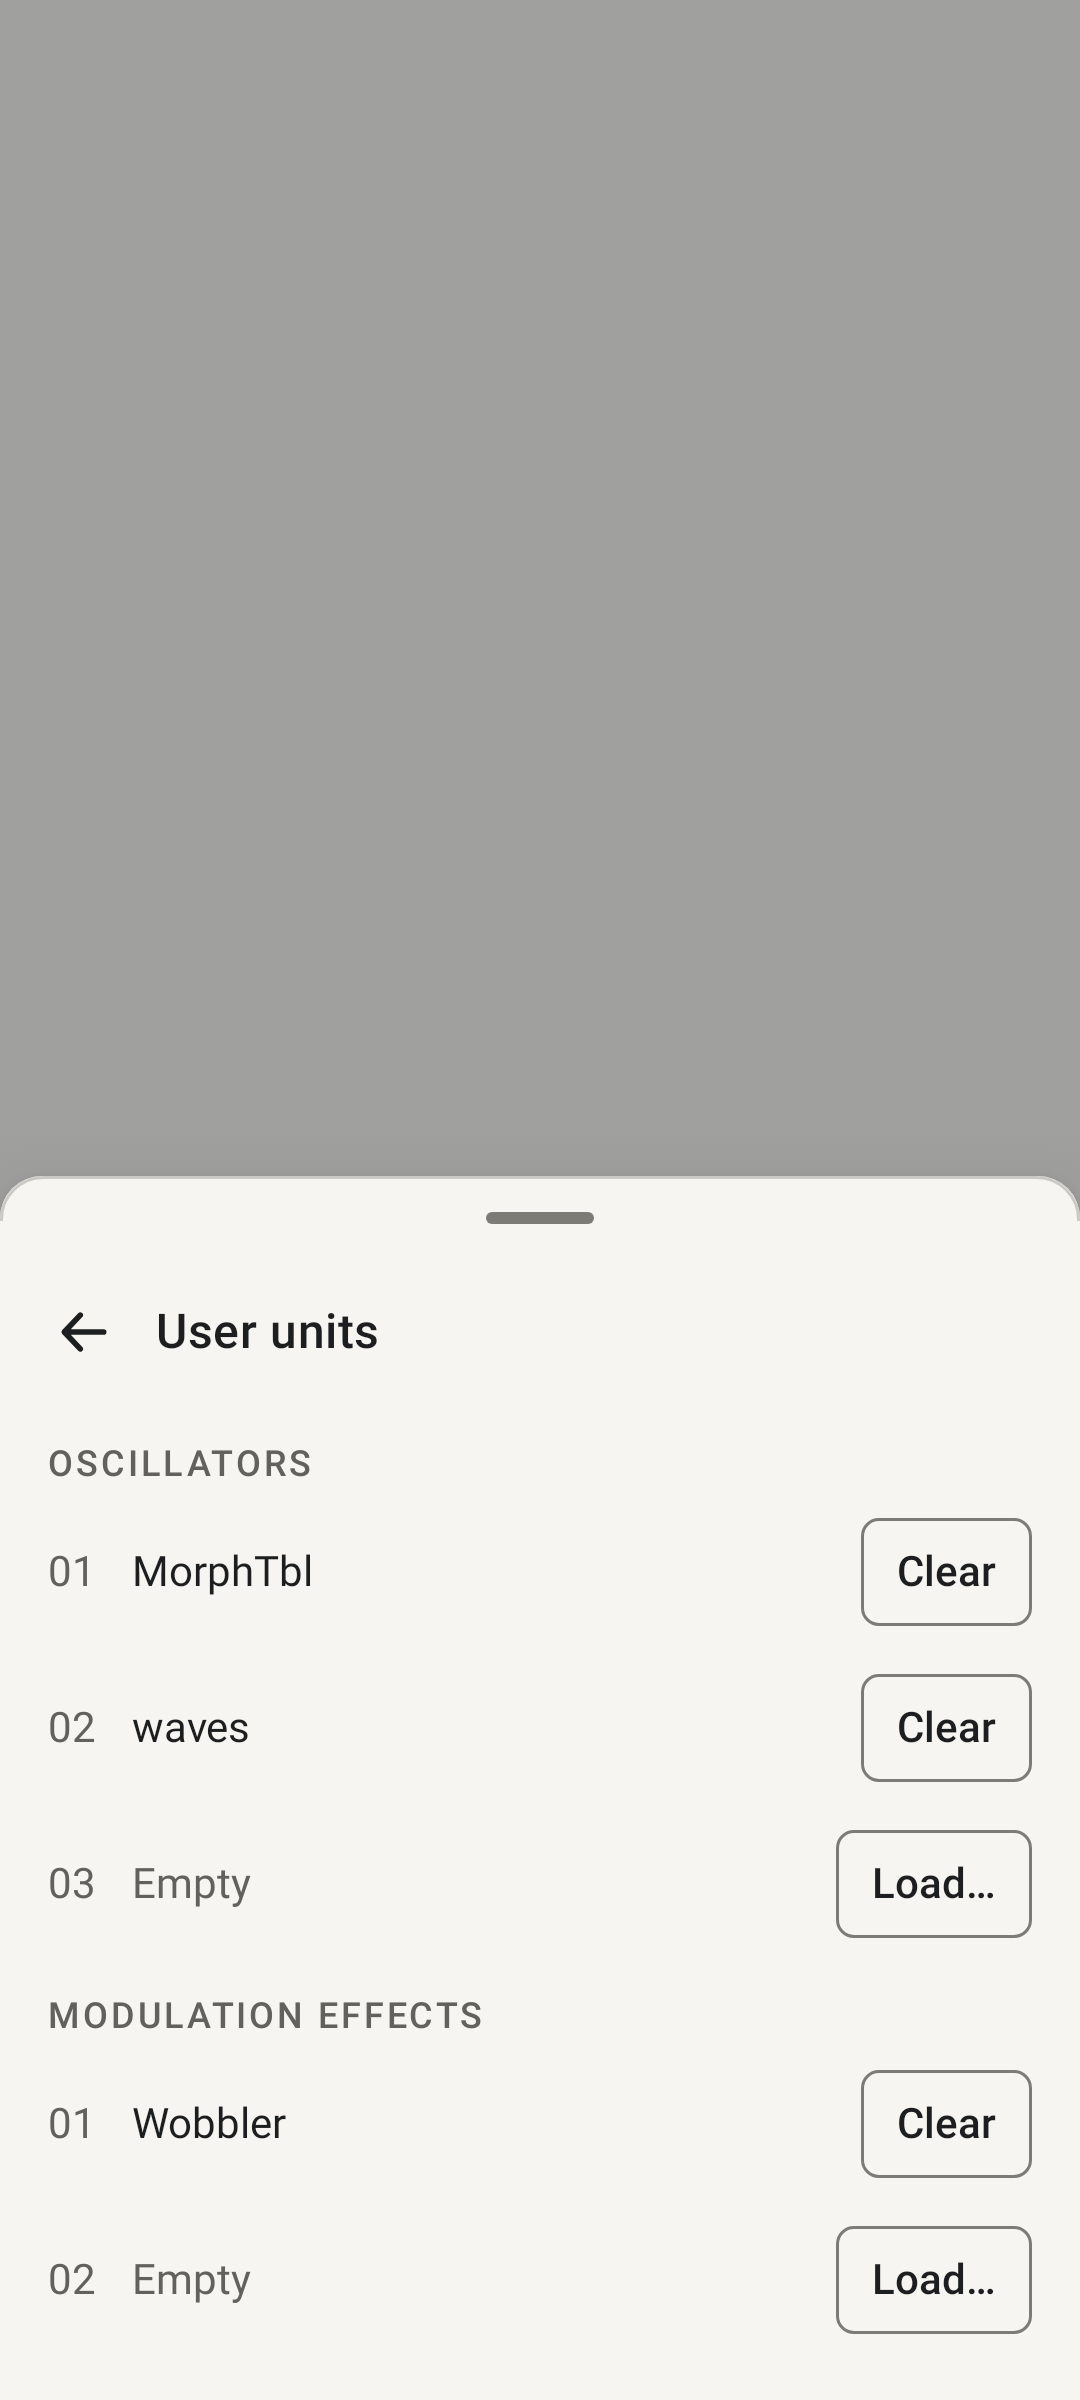 User units
OSCILLATORS
01 MorphTbl Clear
02 waves Clear
03 Empty Load...
MODULATION EFFECTS
01 Wobbler Clear
02 Empty Load...